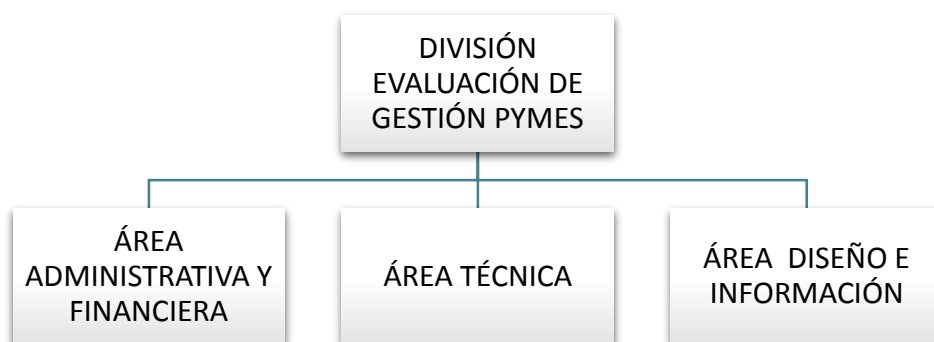 DIVISIÓN
EVALUACIÓN DE
GESTIÓN PYMES
ÁREA
ADMINISTRATIVA Y
FINANCIERA
ÁREA TÉCNICA
ÁREA DISEÑO E
INFORMACIÓN